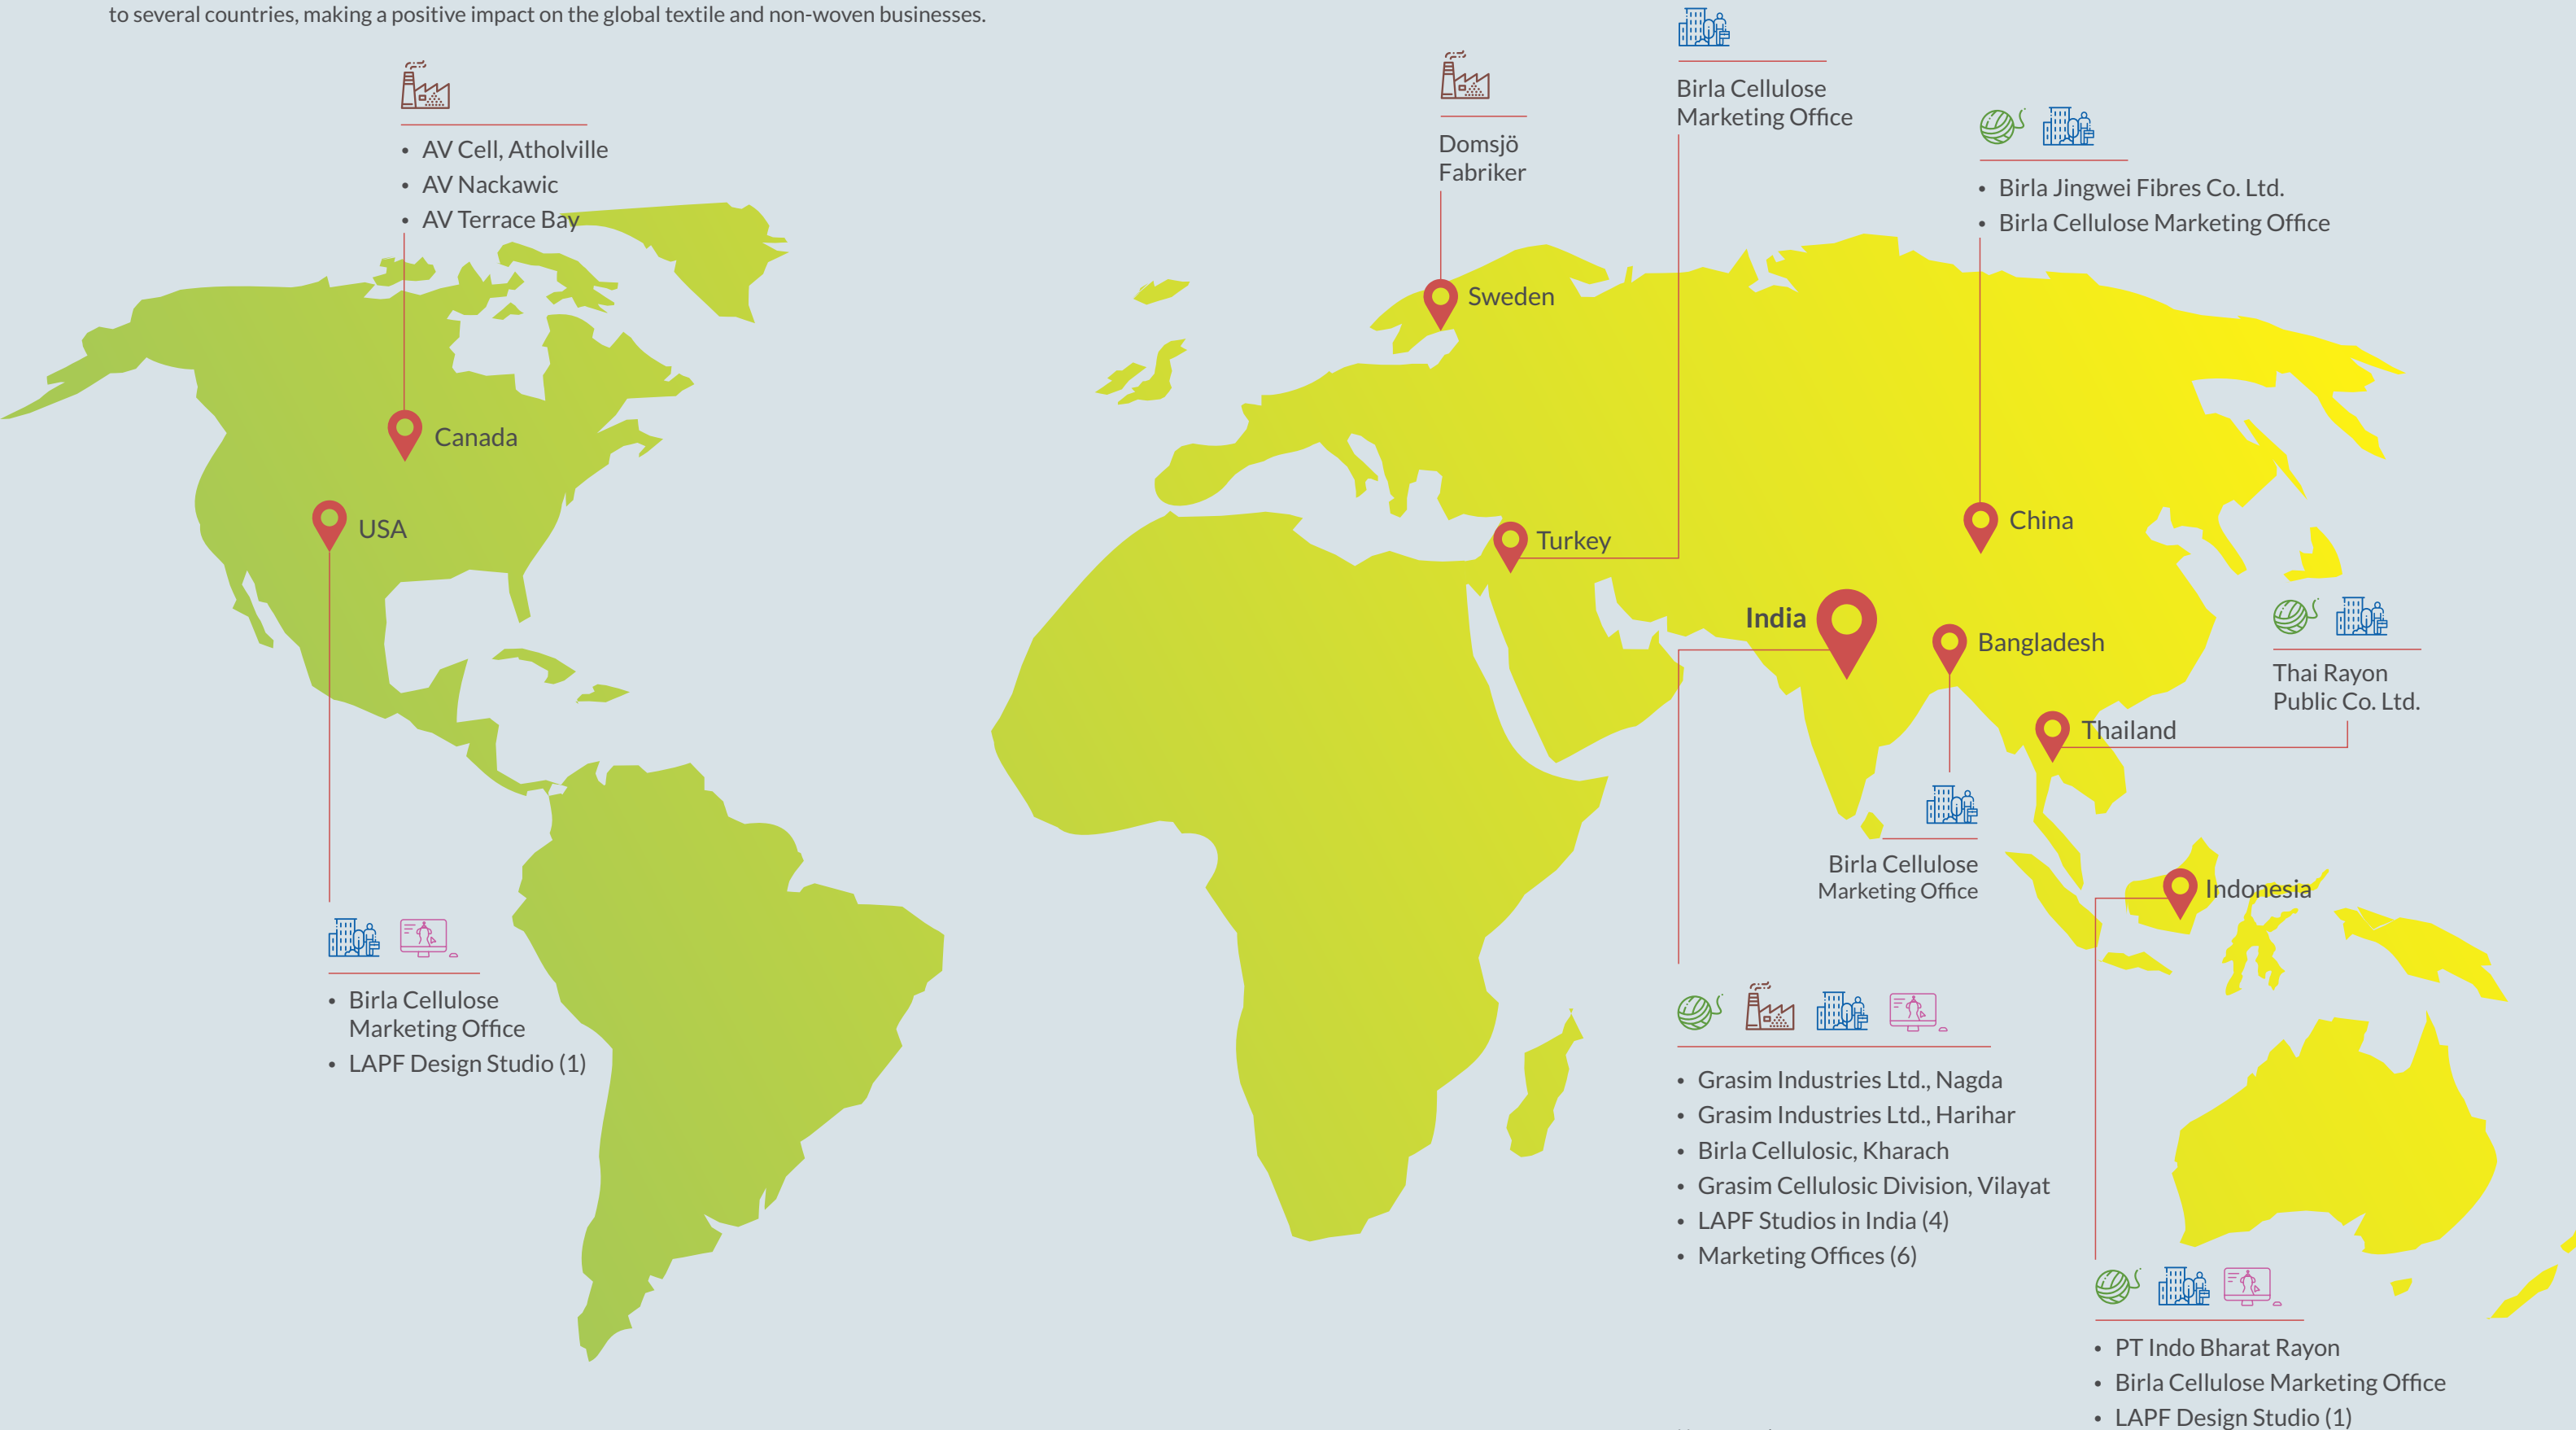 to several countries, making a positive impact on the global textile and non-woven businesses.
• AV Cell, Atholville
• AV Nackawic
• AV Terrace Bay
Canada
USA
• Birla Cellulose
Marketing Office
• LAPF Design Studio (1)
Domsjö
Fabriker
Sweden
Birla Cellulose
Marketing Office
Turkey
• Birla Jingwei Fibres Co. Ltd.
• Birla Cellulose Marketing Office
China
India
Bangladesh
Birla Cellulose
Marketing Office
Thai Rayon
Public Co. Ltd.
Thailand
Indonesia
• Grasim Industries Ltd., Nagda
• Grasim Industries Ltd., Harihar
• Birla Cellulosic, Kharach
• Grasim Cellulosic Division, Vilayat
• LAPF Studios in India (4)
• Marketing Offices (6)
• PT Indo Bharat Rayon
• Birla Cellulose Marketing Office
• LAPF Design Studio (1)